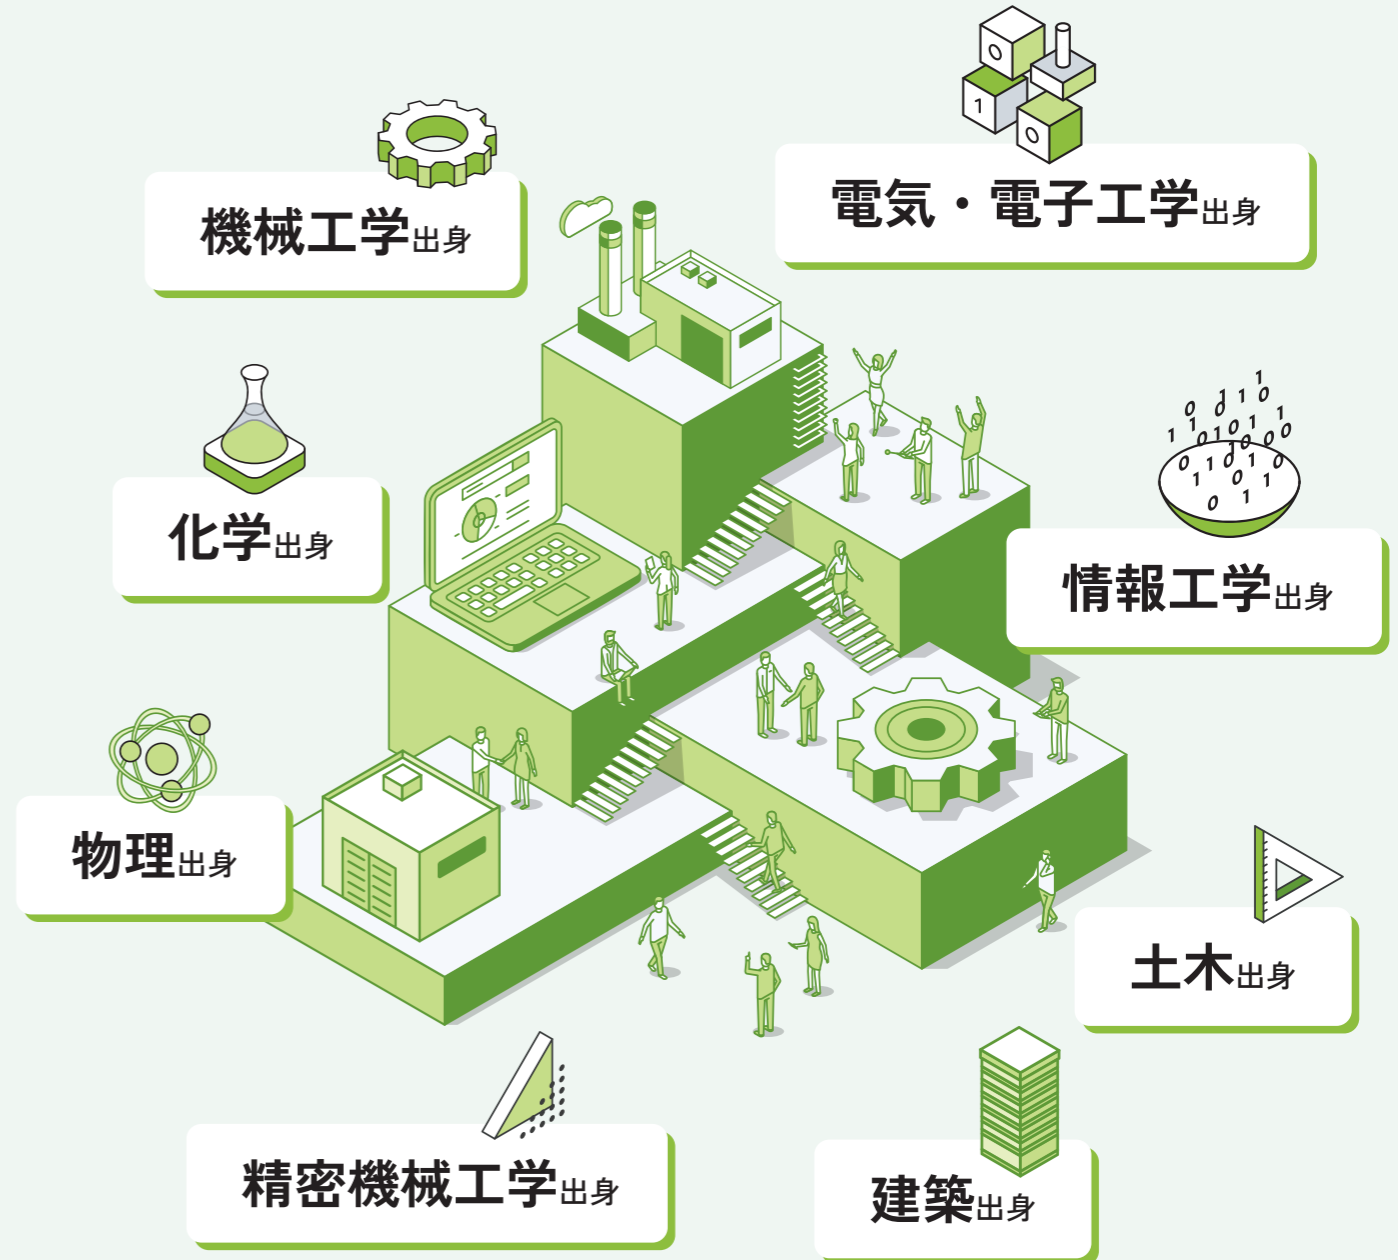 電気・電子工学出身
機械工学出身
化学出身
情報工学出身
物理出身
土木出身
精密機械工学出身
建築出身